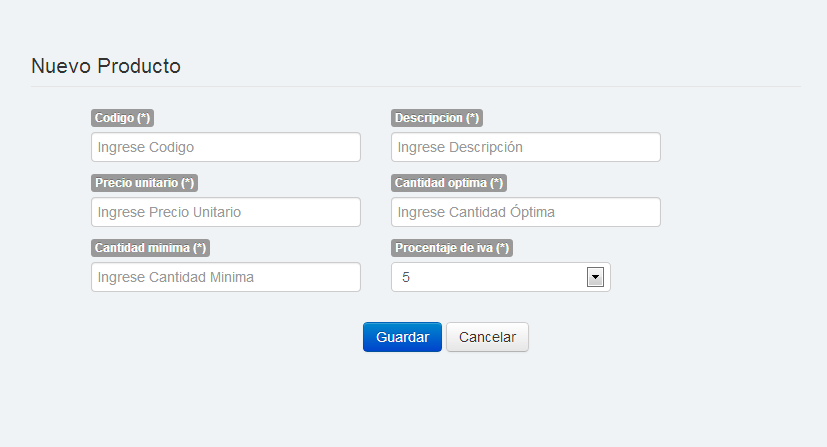 Nuevo Producto
Codigo (*)
Descripcion (*)
Ingrese Codigo
Ingrese Descripción
Precio unitario (*)
Cantidad optima (*)
Ingrese Precio Unitario
Ingrese Cantidad Óptima
Cantidad minima (*)
Procentaje de iva (*)
Ingrese Cantidad Minima
5
Guardar
Cancelar